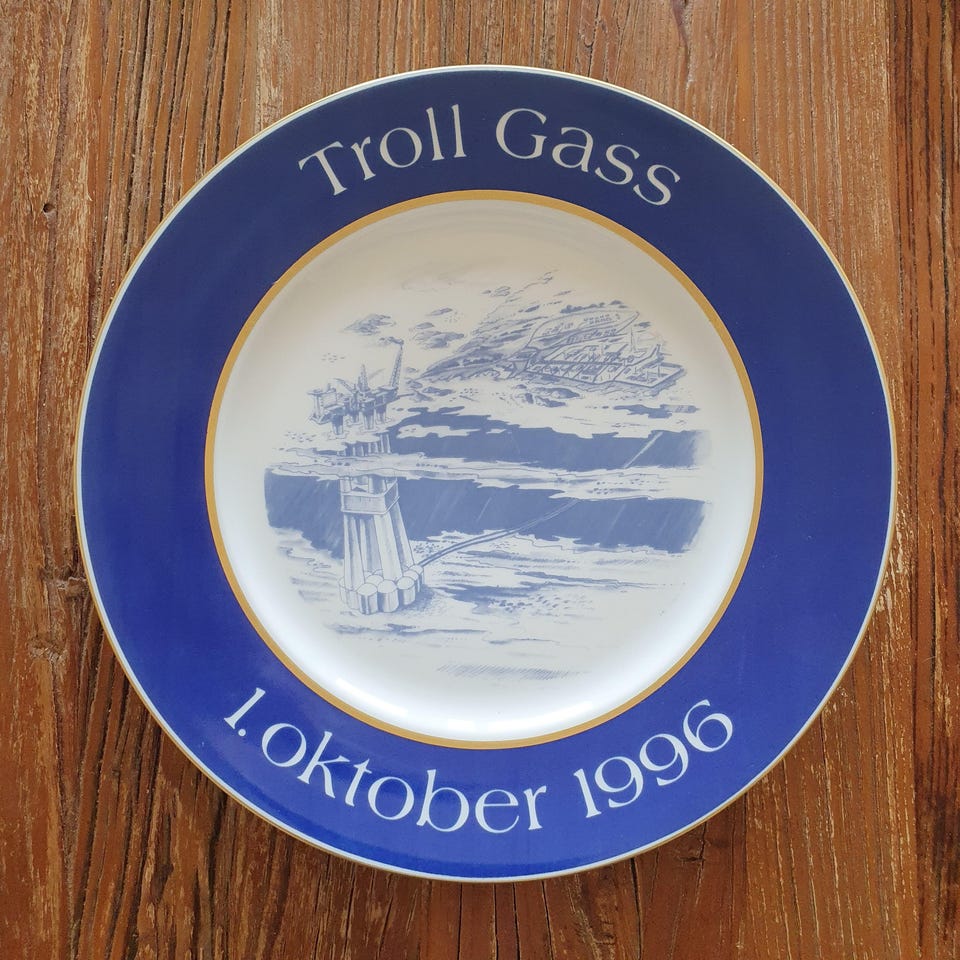 Troll Gass
1. oktober 1996